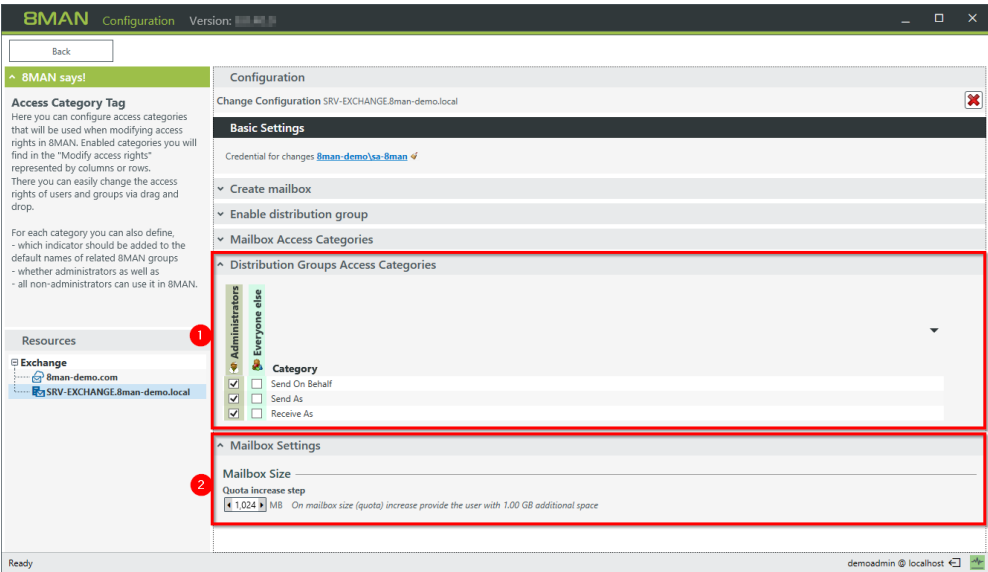 8MAN Configuration Version:
Back
8MAN says!
Access Category Tag
Here you can configure access categories
that will be used when modifying access
rights in 8MAN. Enabled categories you will
find in the "Modify access rights"
represented by columns or rows.
There you can easily change the access
rights of users and groups via drag and
drop.
For each category you can also define,
- which indicator should be added to the
default names of related 8MAN groups
- whether administrators as well as
- all non-administrators can use it in 8MAN.
Resources
Exchange
8man-demo.com
SRV-EXCHANGE.8man-demo.local
Configuration
Change Configuration SRV-EXCHANGE.8man-demo.local
Basic Settings
Credential for changes 8man-demo\sa-8man
Create mailbox
Enable distribution group
Mailbox Access Categories
Distribution Groups Access Categories
1
Administrators
Everyone else
Category
Send On Behalf
Send As
Receive As
Mailbox Settings
2
Mailbox Size
Quota increase step
1,024 MB On mailbox size (quota) increase provide the user with 1.00 GB additional space
Ready
demoadmin @ localhost